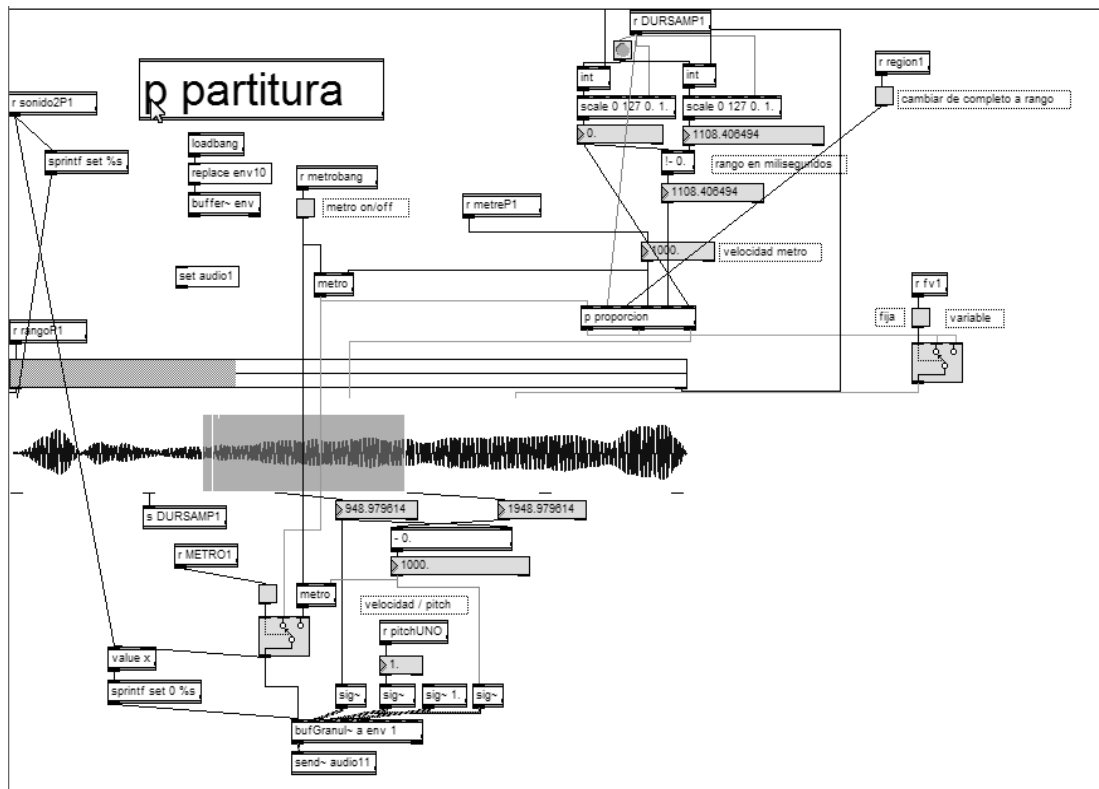 r DURSAMP1
p partitura
r region1
int
int
r sonido2P1
scale 0 127 0. 1.
scale 0 127 0. 1.
cambiar de completo a rango
loadbang
0.
1108.406494
sprintf set %s
!- 0.
rango en milisegundos
replace env10
r metrobang
1108.406494
buffer~ env
metro on/off
r metreP1
1000.
velocidad metro
set audio1
metro
r fv1
r rangoP1
p proporcion
fija
variable
948.979614
1948.979614
s DURSAMP1
- 0.
r METRO1
1000.
metro
velocidad / pitch
r pitchUNO
value x
1.
sprintf set 0 %s
sig~
sig~
sig~ 1.
sig~
bufGranul~ a env 1
send~ audio11